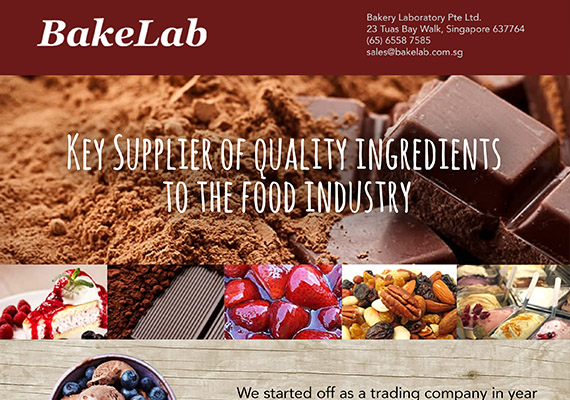 BakeLab
Bakery Laboratory Pte Ltd.
23 Tuas Bay Walk, Singapore 637764
(65) 6558 7585
sales@bakelab.com.sg
Key Supplier of quality ingredients
to the food industry
We started off as a trading company in year